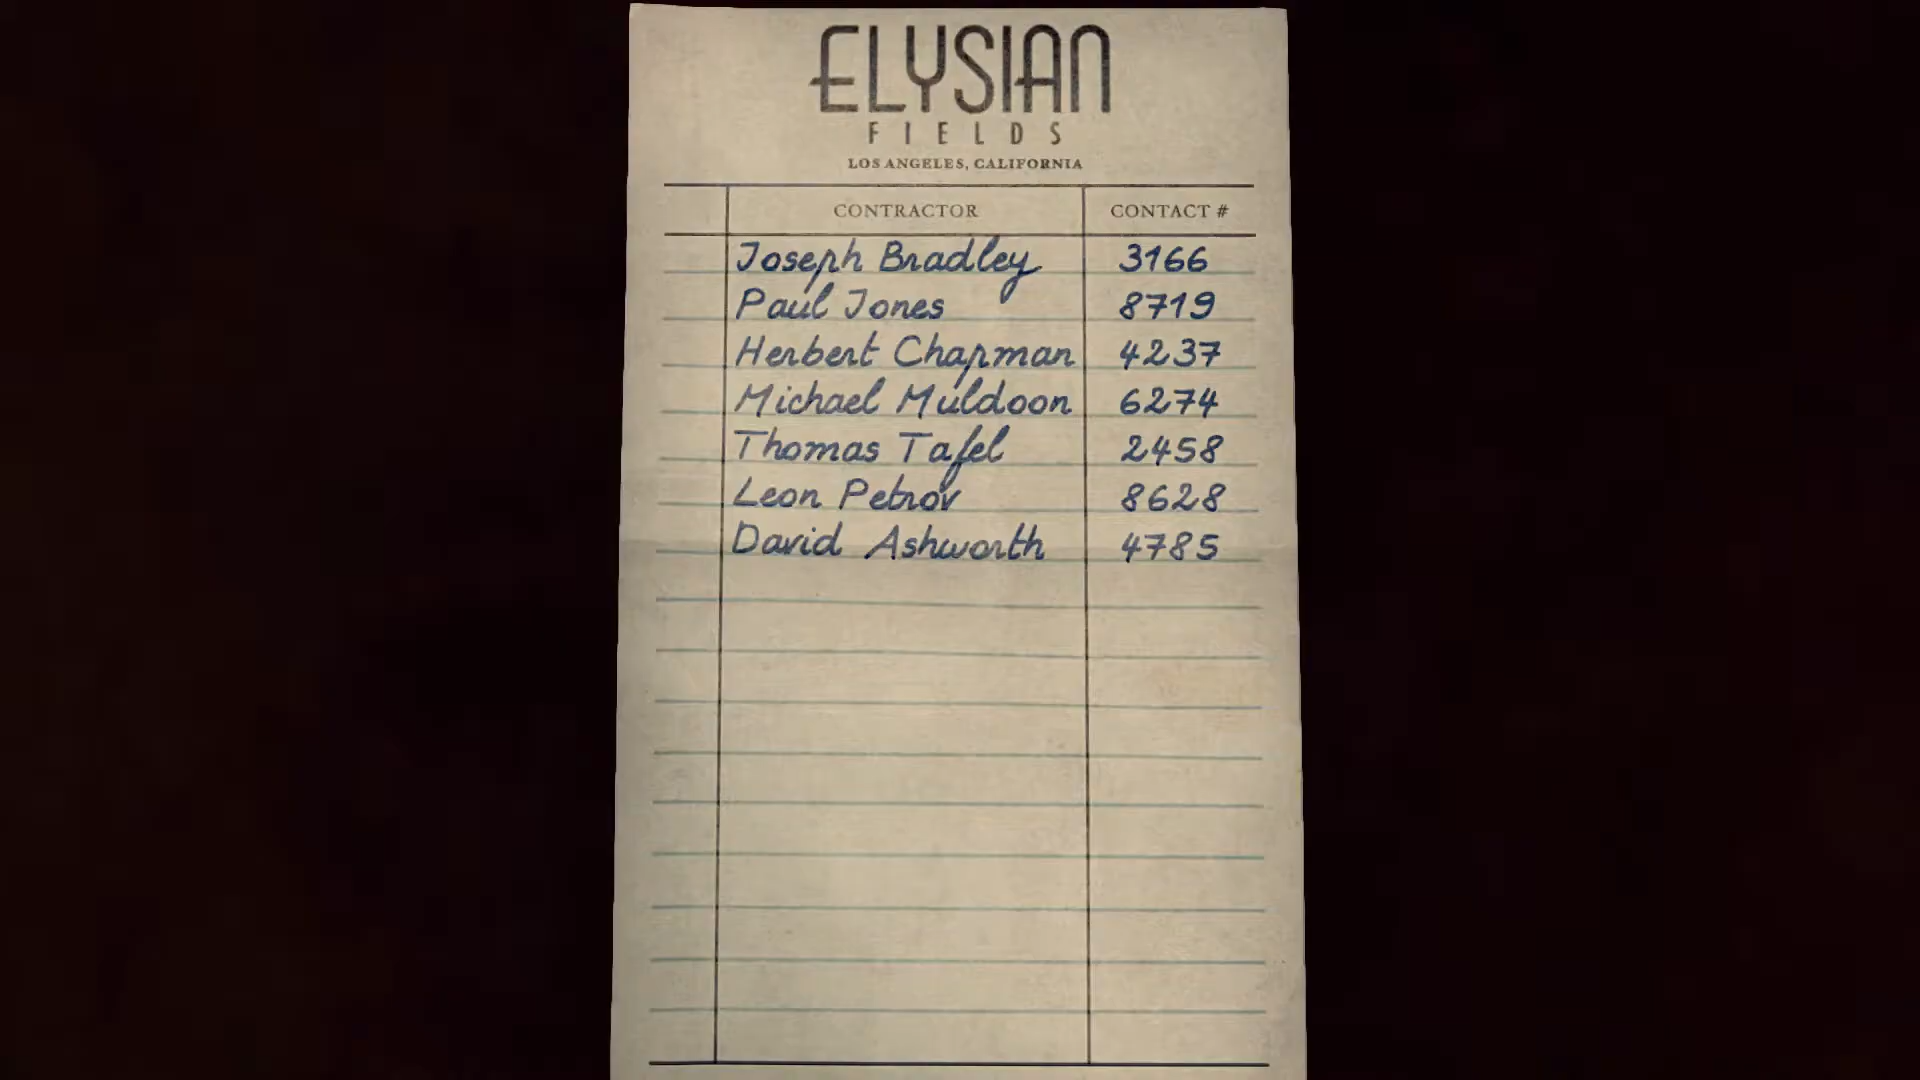 ELYSIAN
FIELDS
LOS ANGELES, CALIFORNIA
CONTRACTOR CONTACT #
Joseph Bradley 3166
Paul Jones 8719
Herbert Chapman 4237
Michael Muldoon 6274
Thomas Tafel 2458
Leon Petrov 8628
David Ashworth 4785